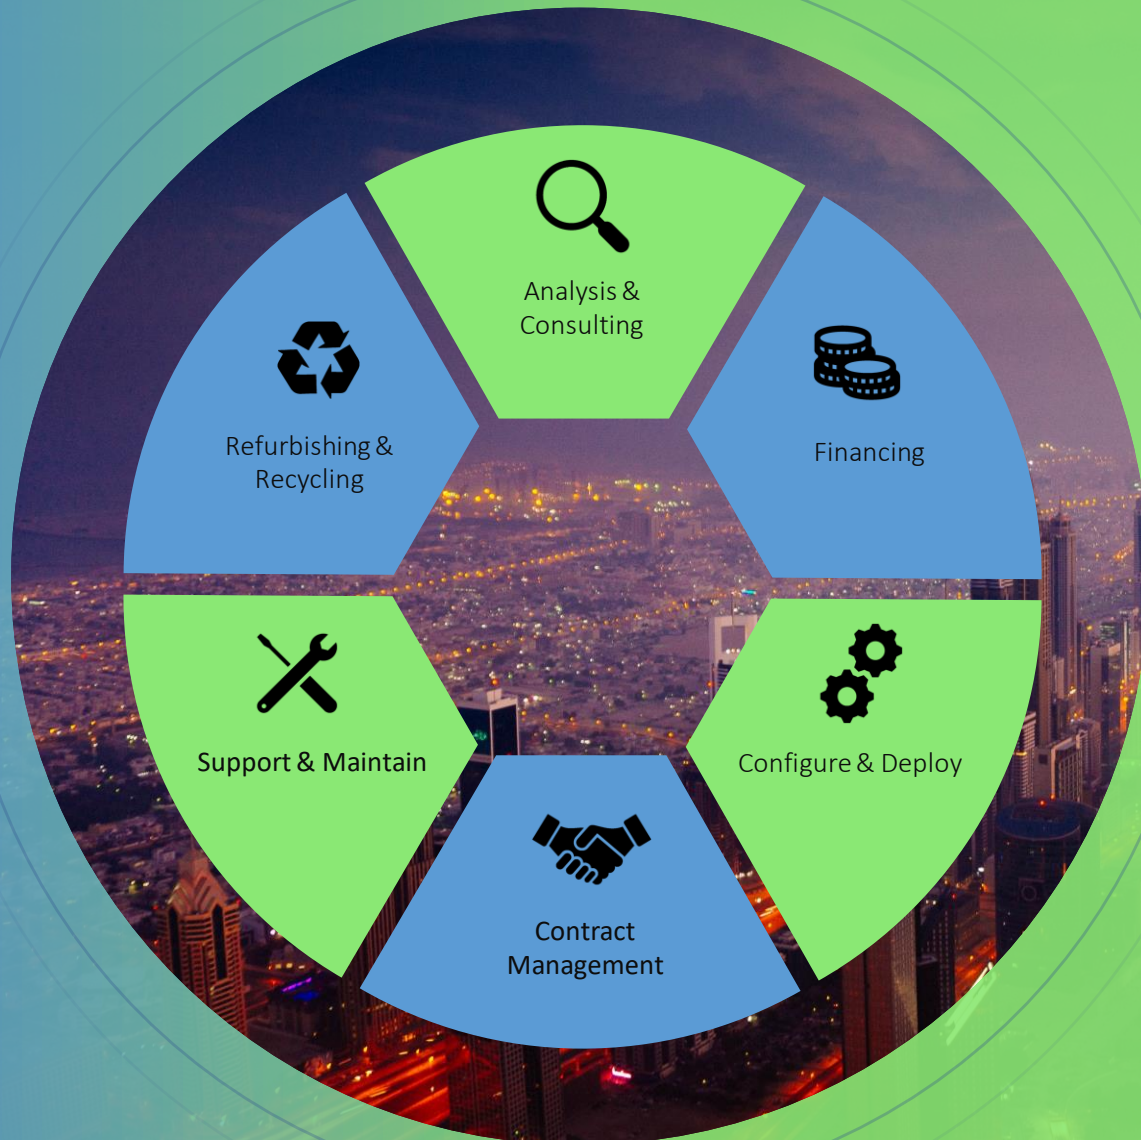 Analysis &
Consulting
Financing
Configure & Deploy
Contract
Management
Support & Maintain
Refurbishing &
Recycling